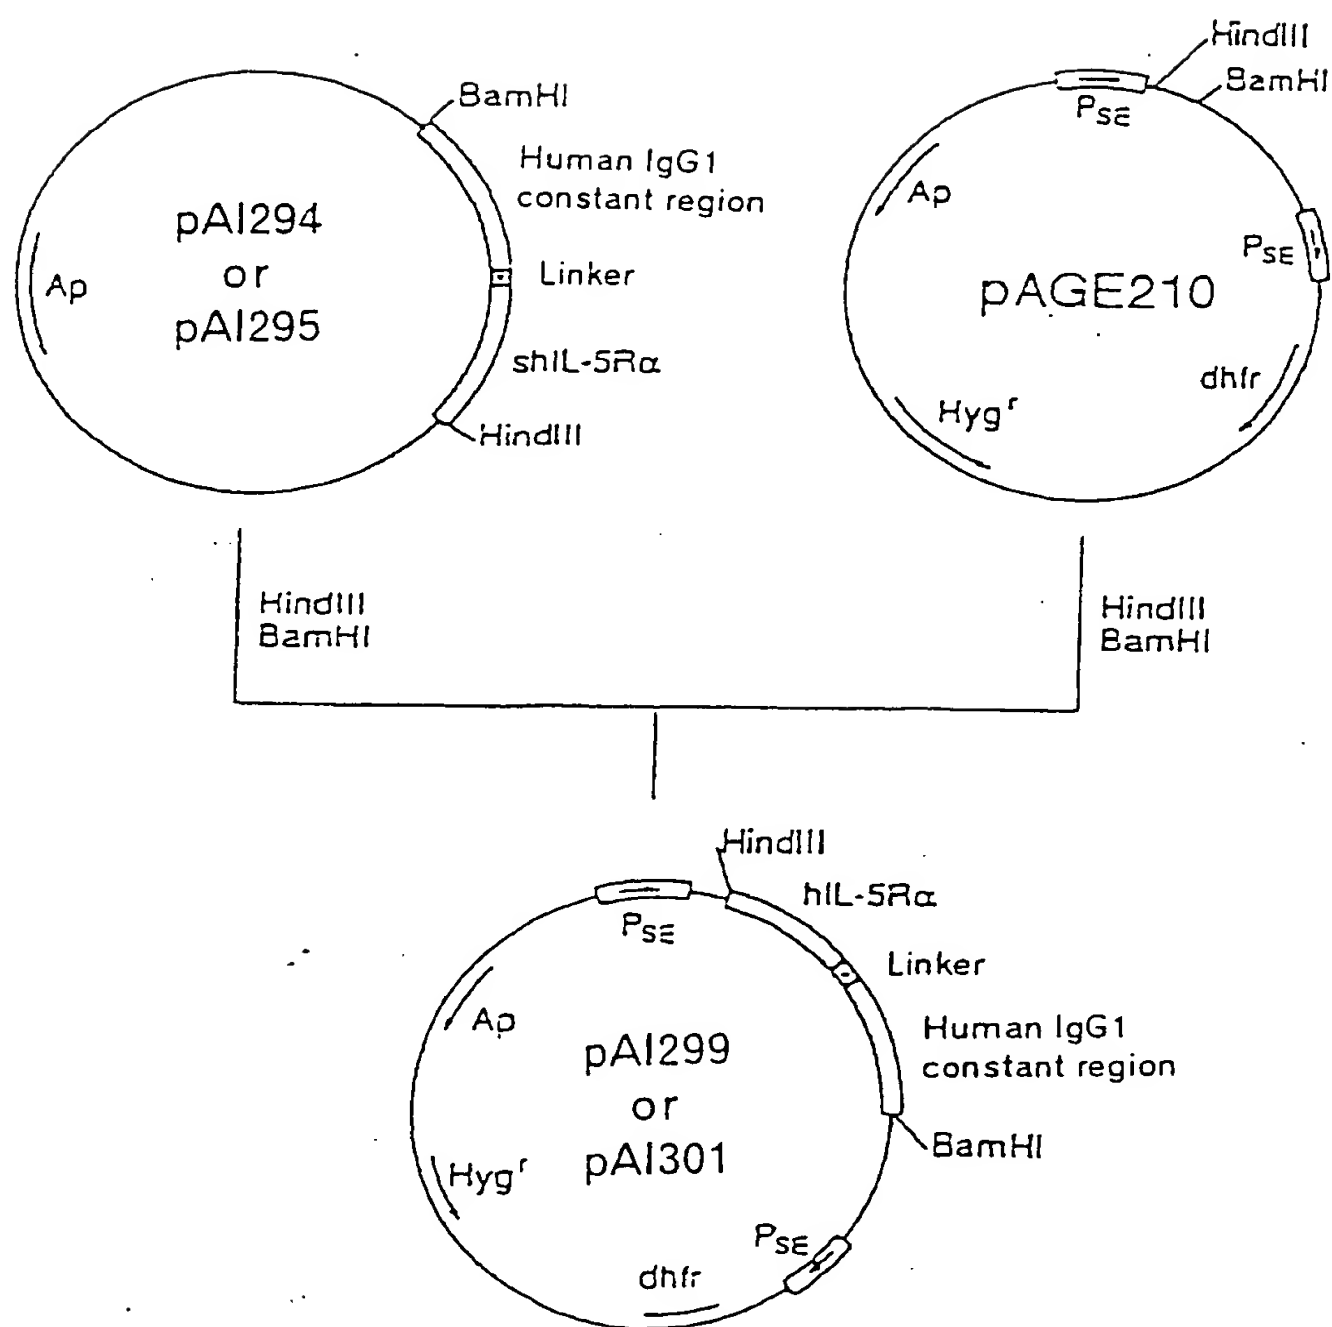 BamHI
Human IgG1
constant region
pAI294
or
pAI295
Ap
Linker
shIL-5Rα
HindIII
HindIII
BamHI
PSE
Ap
PSE
pAGE210
dhfr
Hygr
HindIII
BamHI
HindIII
BamHI
HindIII
hIL-5Rα
PSE
Linker
Ap
Human IgG1
constant region
pAI299
or
pAI301
BamHI
Hygr
PSE
dhfr